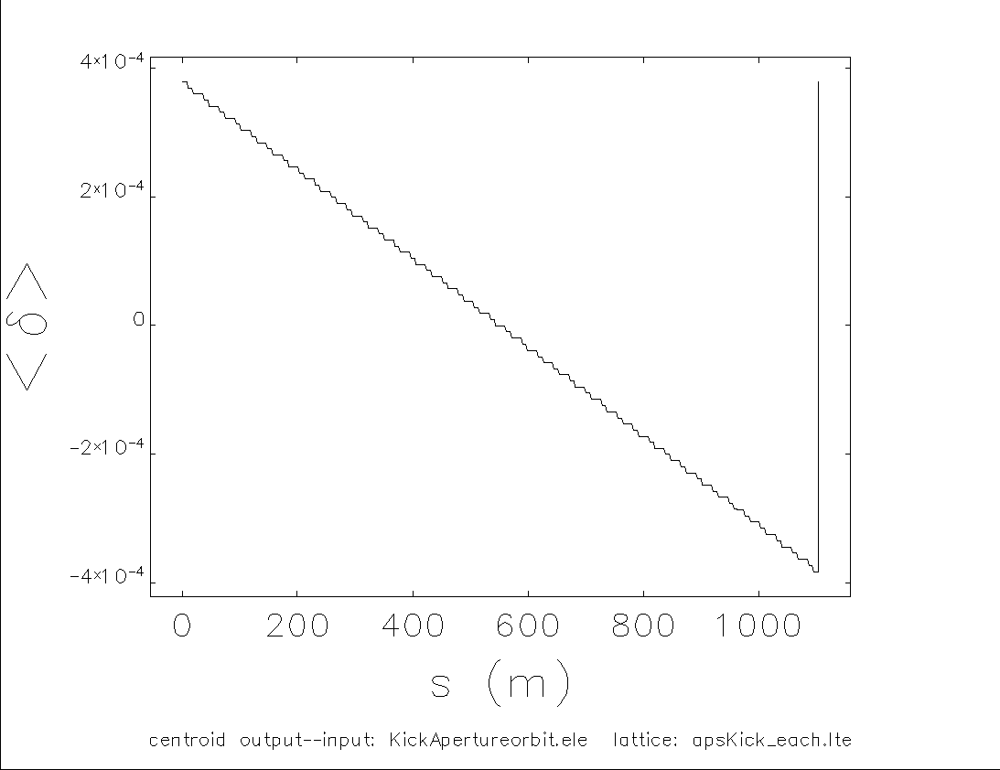 4×10⁻⁴
2×10⁻⁴
0
−2×10⁻⁴
−4×10⁻⁴
<δ>
0 200 400 600 800 1000
s (m)
centroid output--input: KickApertureorbit.ele lattice: apsKick_each.lte